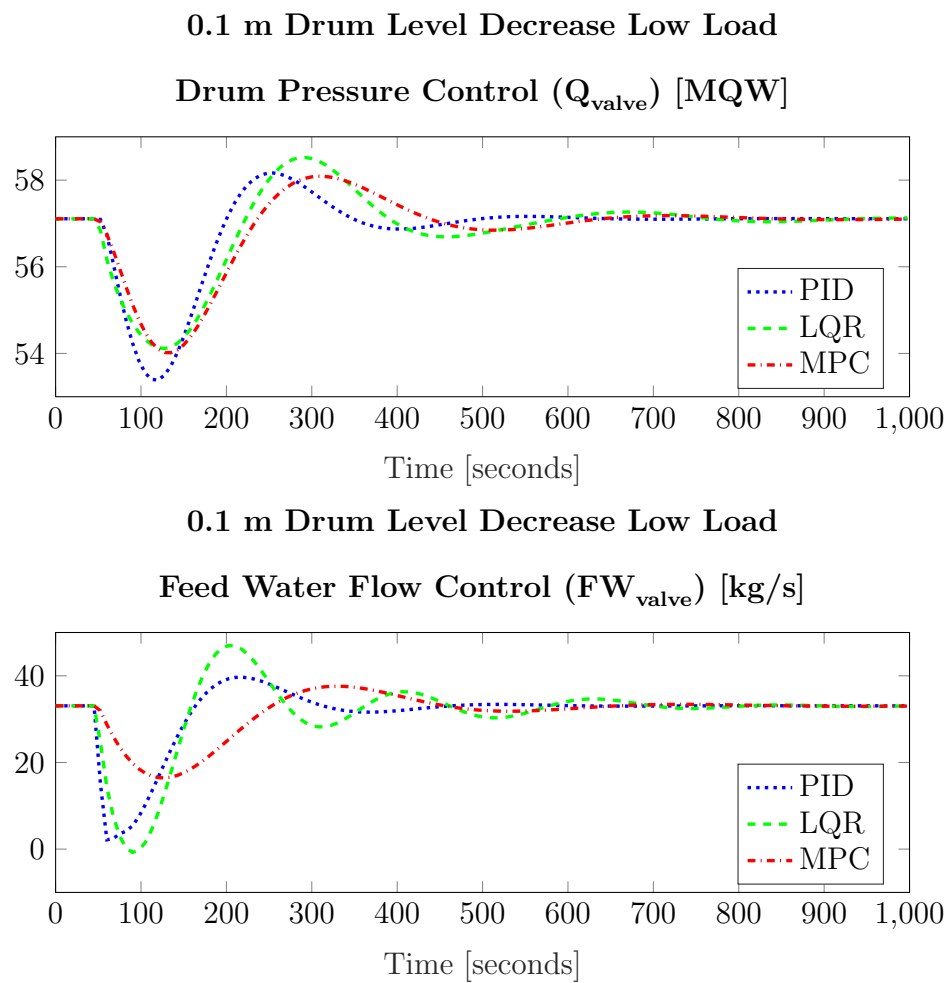 0.1 m Drum Level Decrease Low Load
Drum Pressure Control (Qvalve) [MQW]
58
56
54
PID
LQR
MPC
0 100 200 300 400 500 600 700 800 900 1,000
Time [seconds]
0.1 m Drum Level Decrease Low Load
Feed Water Flow Control (FWvalve) [kg/s]
40
20
0
PID
LQR
MPC
0 100 200 300 400 500 600 700 800 900 1,000
Time [seconds]